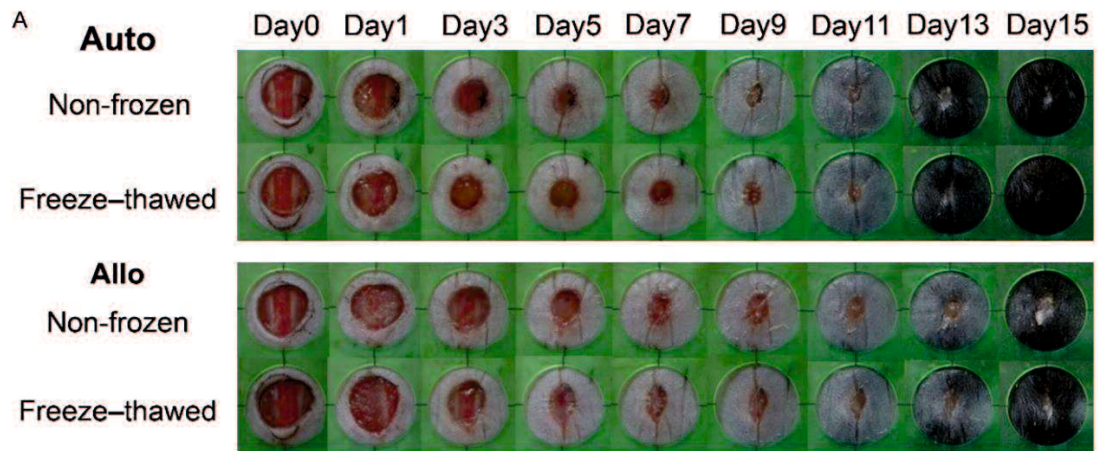 A
Day0 Day1 Day3 Day5 Day7 Day9 Day11 Day13 Day15
Auto
Non-frozen
Freeze–thawed
Allo
Non-frozen
Freeze–thawed